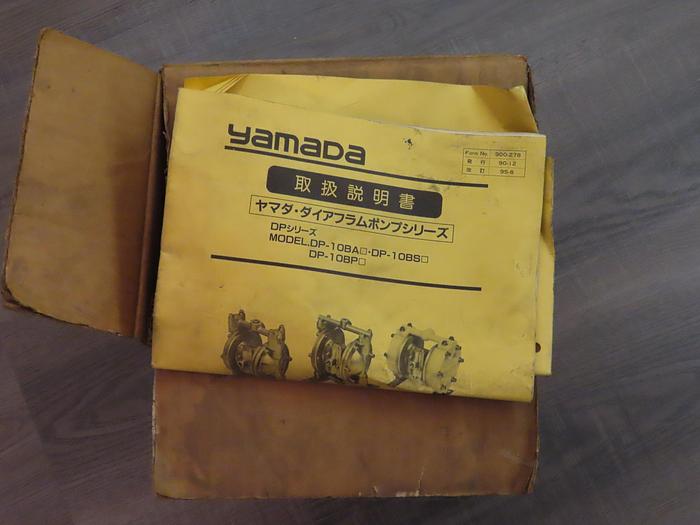 yamada
Form No. 900-278
発行 90-12
改訂 95-6
取扱説明書
ヤマダ・ダイアフラムポンプシリーズ
DPシリーズ
MODEL.DP-10BA□・DP-10BS□
DP-10BP□